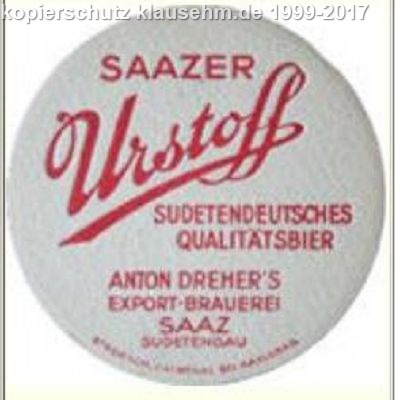 kopierschutz klausehm.de 1999-2017
SAAZER
Urstoff
SUDETENDEUTSCHES
QUALITÄTSBIER
ANTON DREHER'S
EXPORT-BRAUEREI
SAAZ
SUDETENGAU